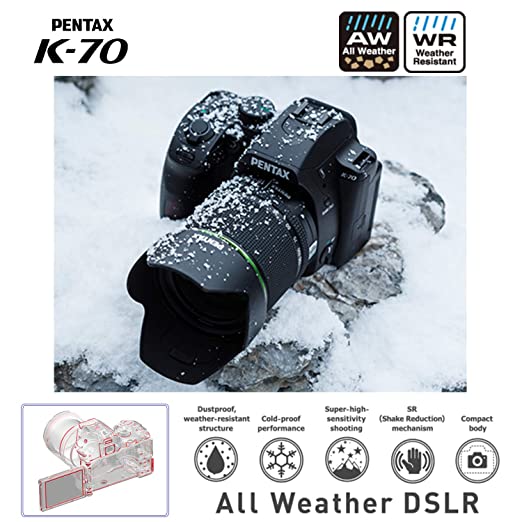 PENTAX
K-70
AW
All Weather
WR
Weather
Resistant
PENTAX
K-70
PENTAX
Dustproof,
weather-resistant
structure
Cold-proof
performance
Super-high-
sensitivity
shooting
SR
(Shake Reduction)
mechanism
Compact
body
All Weather DSLR